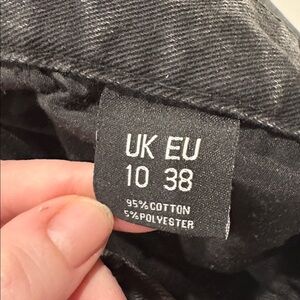 UK EU
10 38
95% COTTON
5% POLYESTER